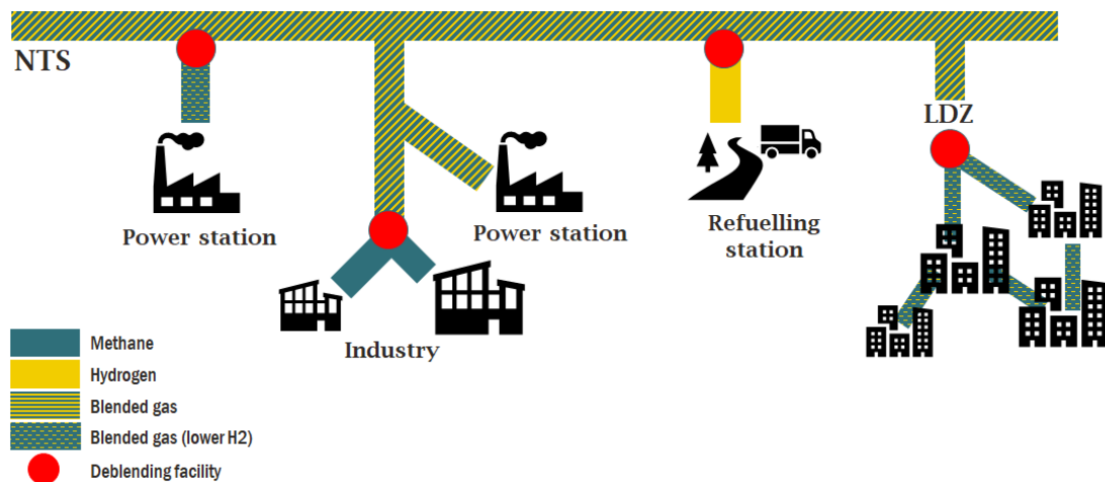 NTS
LDZ
Power station
Power station
Refuelling
station
Industry
Methane
Hydrogen
Blended gas
Blended gas (lower H2)
Deblending facility